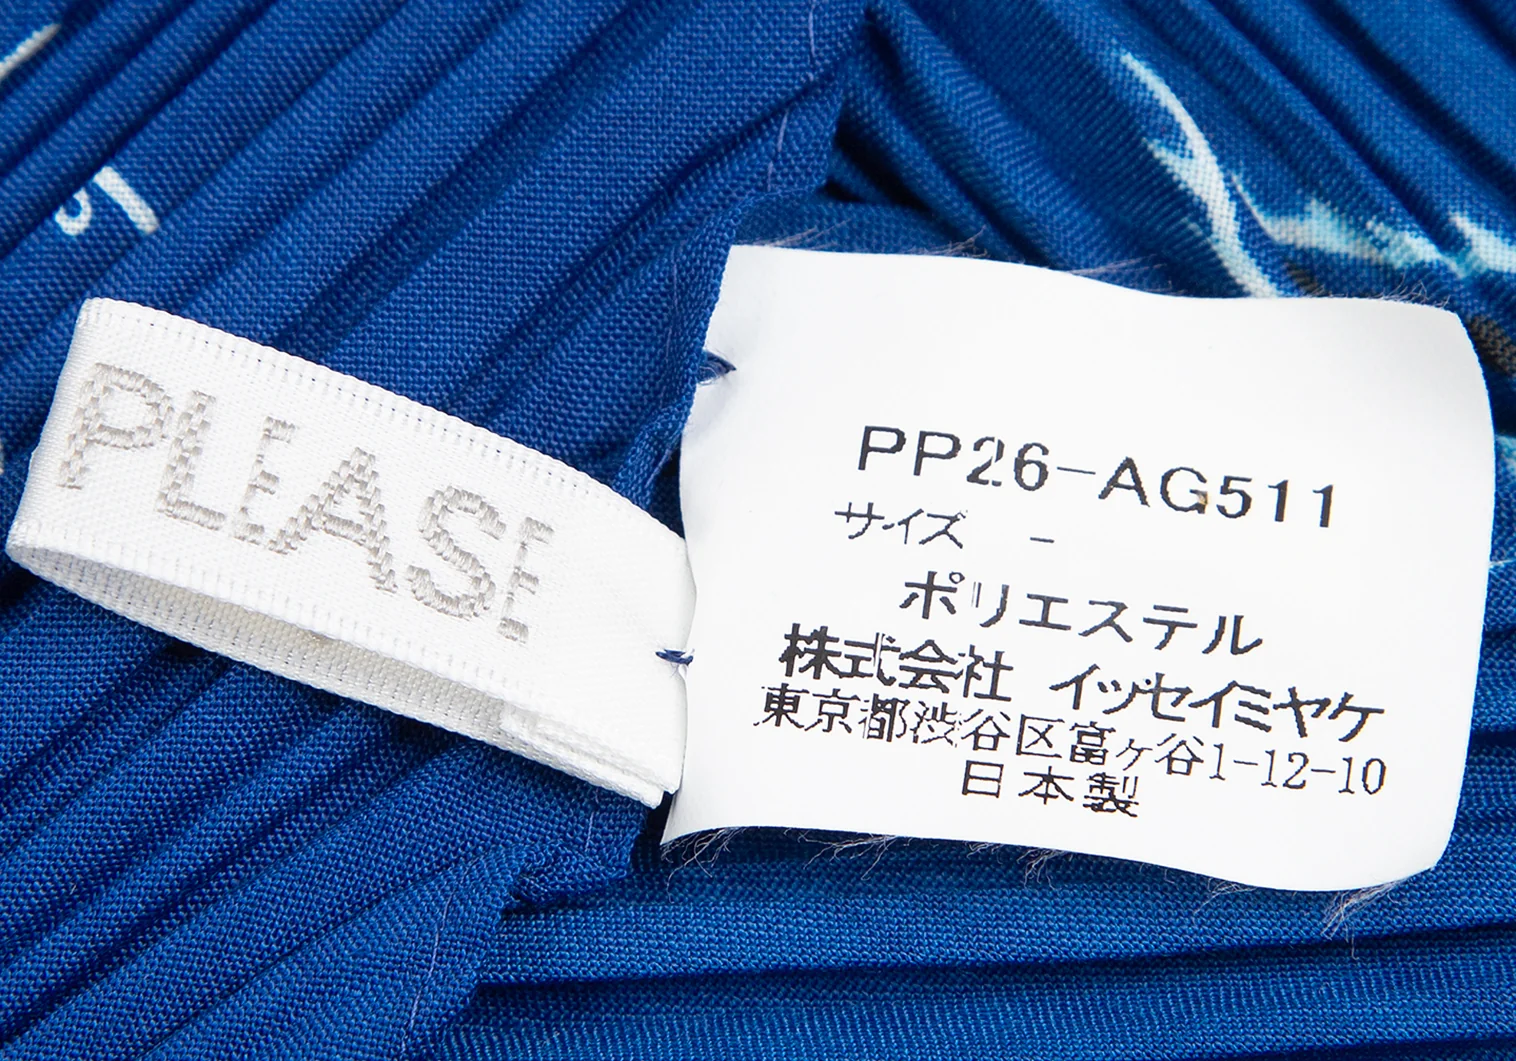 PLEASE
PP26-AG511
サイズ -
ポリエステル
株式会社 イッセイミヤケ
東京都渋谷区富ヶ谷1-12-10
日本製